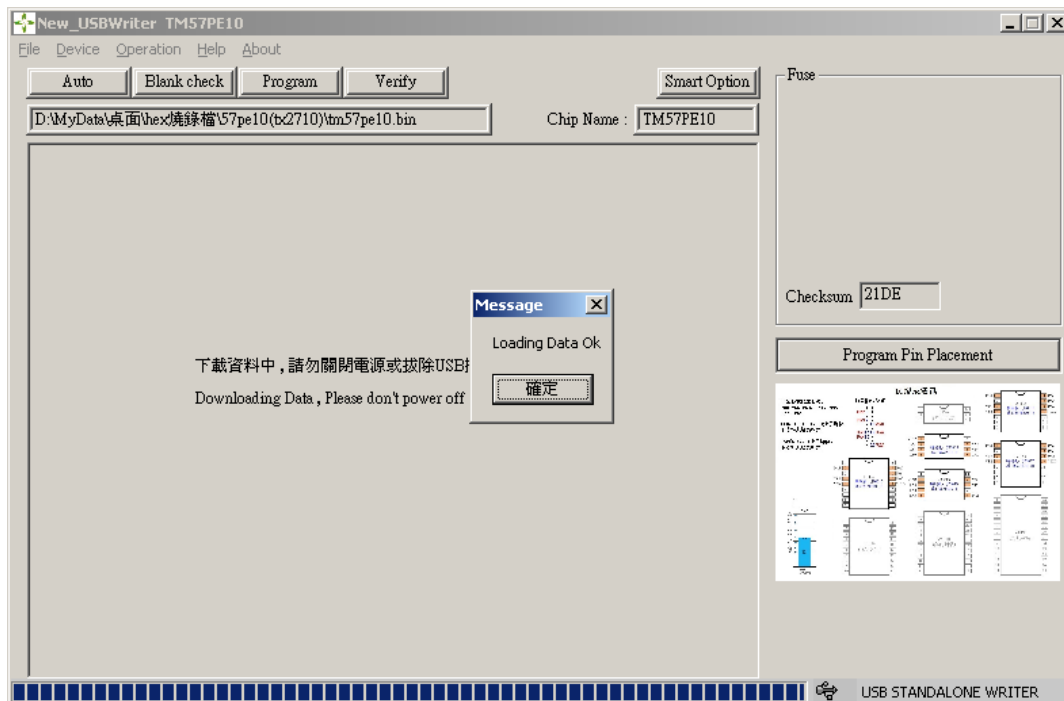 New_USBWriter TM57PE10
File Device Operation Help About
Auto Blank check Program Verify Smart Option
D:\MyData\桌面\hex燒錄檔\57pe10(tx2710)\tm57pe10.bin
Chip Name : TM57PE10
Fuse
Checksum 21DE
Program Pin Placement
Message
Loading Data Ok
確定
下載資料中 , 請勿關閉電源或拔除USB
Downloading Data , Please don't power off
USB STANDALONE WRITER